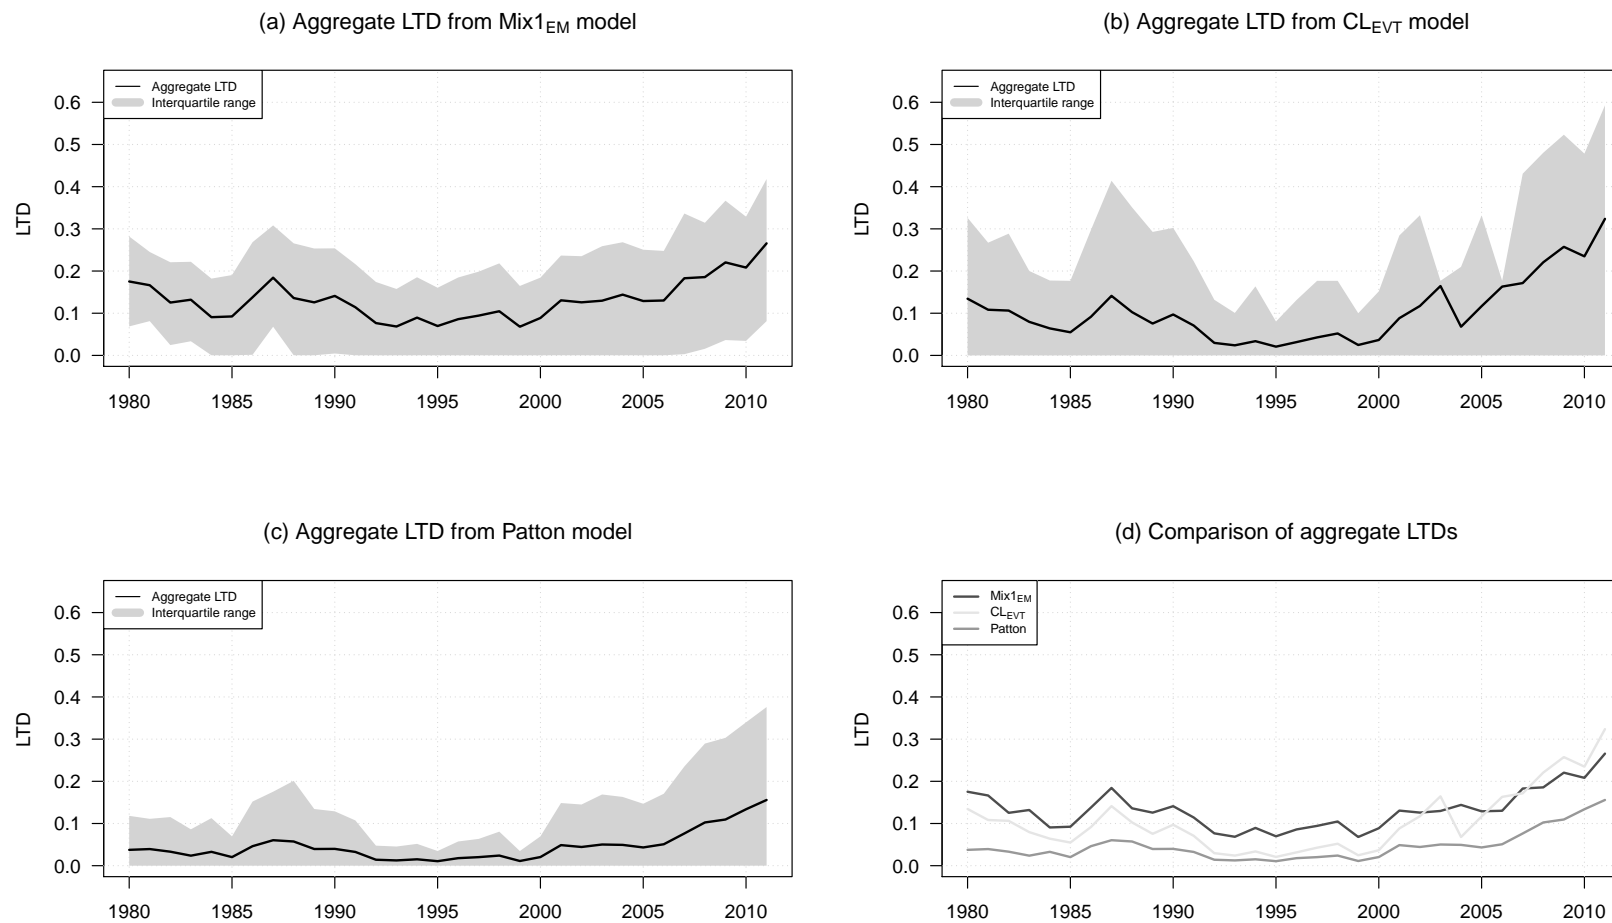 (a) Aggregate LTD from Mix1EM model
Aggregate LTD
Interquartile range
LTD
0.6
0.5
0.4
0.3
0.2
0.1
0.0
1980 1985 1990 1995 2000 2005 2010
(b) Aggregate LTD from CLEVT model
Aggregate LTD
Interquartile range
LTD
0.6
0.5
0.4
0.3
0.2
0.1
0.0
1980 1985 1990 1995 2000 2005 2010
(c) Aggregate LTD from Patton model
Aggregate LTD
Interquartile range
LTD
0.6
0.5
0.4
0.3
0.2
0.1
0.0
1980 1985 1990 1995 2000 2005 2010
(d) Comparison of aggregate LTDs
Mix1EM
CLEVT
Patton
LTD
0.6
0.5
0.4
0.3
0.2
0.1
0.0
1980 1985 1990 1995 2000 2005 2010